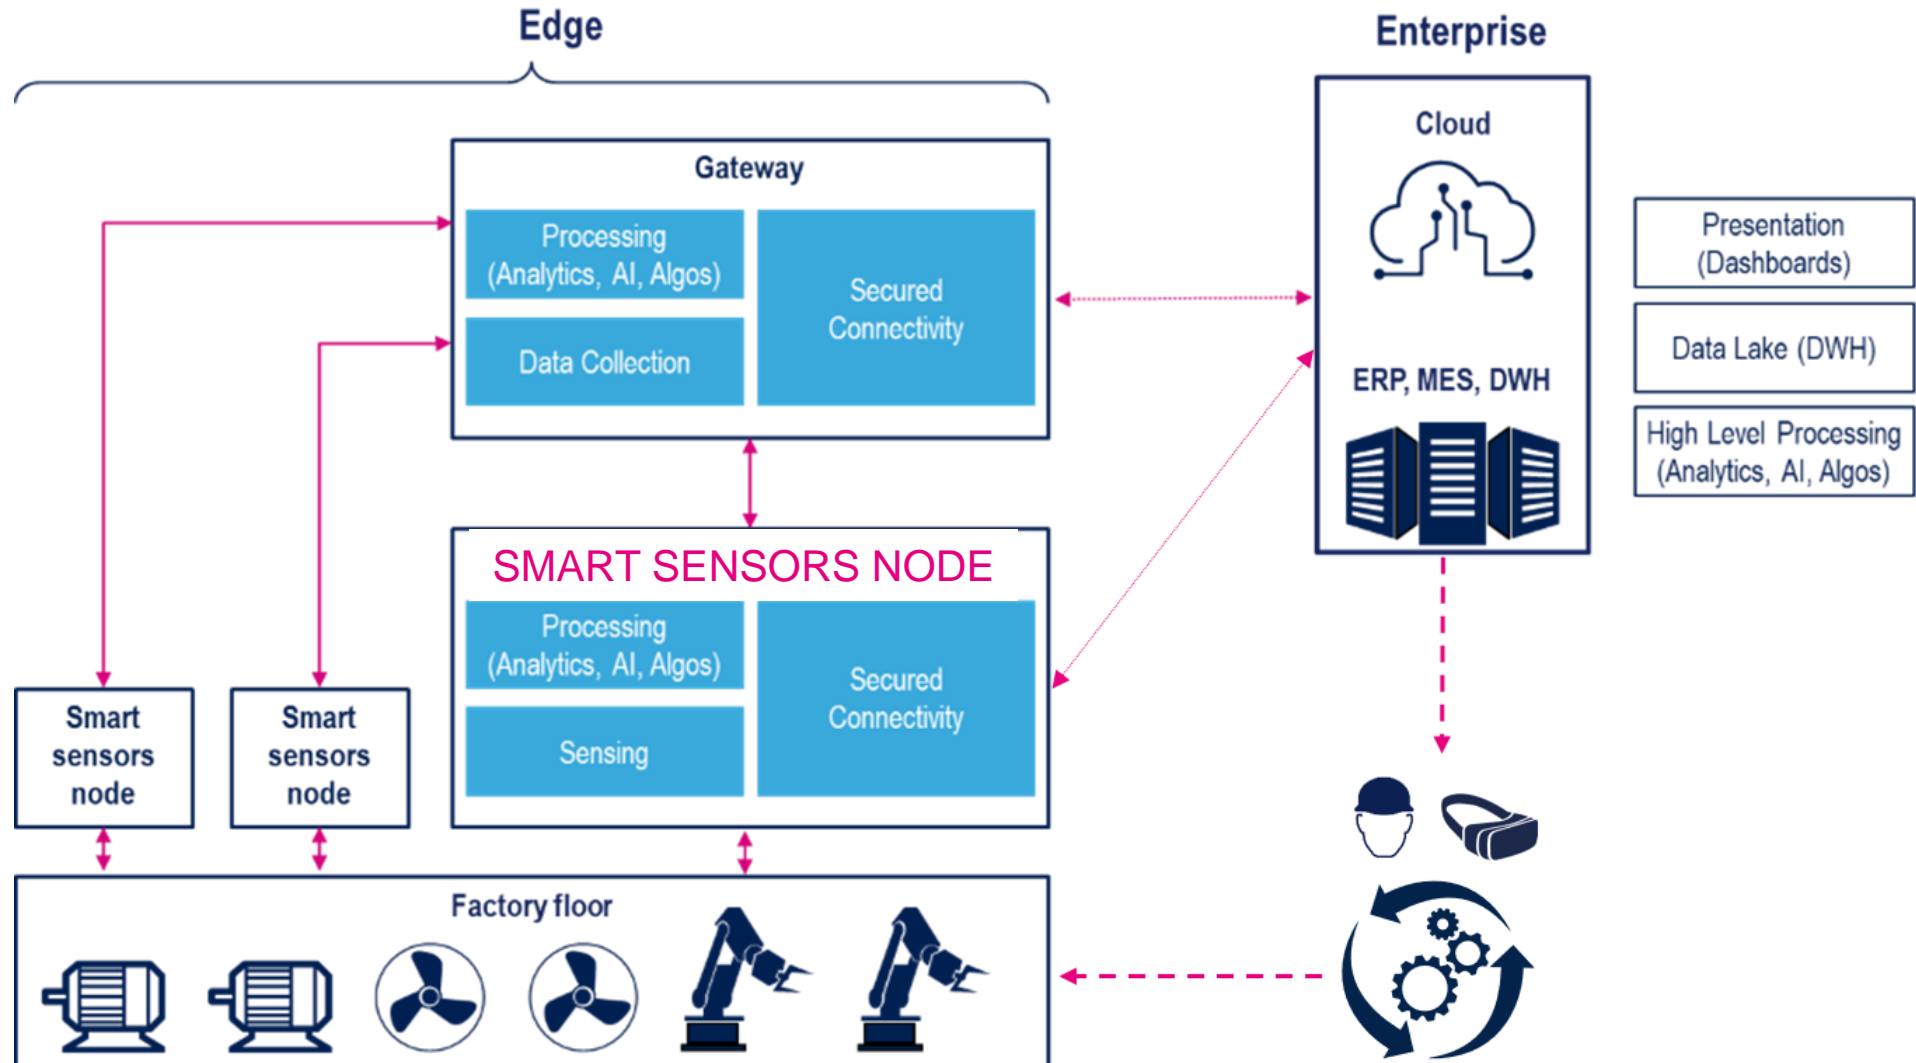 Edge
Enterprise
Gateway
Processing
(Analytics, AI, Algos)
Data Collection
Secured
Connectivity
Cloud
ERP, MES, DWH
Presentation
(Dashboards)
Data Lake (DWH)
High Level Processing
(Analytics, AI, Algos)
SMART SENSORS NODE
Processing
(Analytics, AI, Algos)
Sensing
Secured
Connectivity
Smart
sensors
node
Smart
sensors
node
Factory floor